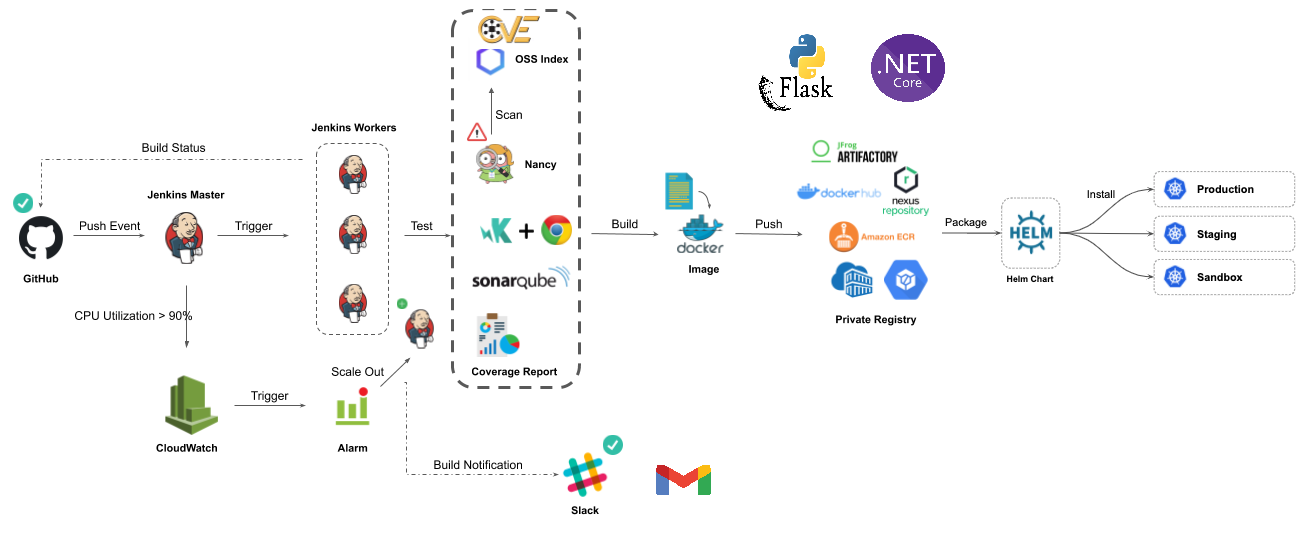 CVE
OSS Index
Scan
Nancy
Flask
.NET
Core
Jenkins Workers
Build Status
Jenkins Master
Push Event
Trigger
Test
GitHub
CPU Utilization > 90%
K + 
sonarqube
Coverage Report
Build
docker
Image
Push
JFrog
ARTIFACTORY
dockerhub
nexus
repository
Amazon ECR
Private Registry
Package
HELM
Helm Chart
Install
Production
Staging
Sandbox
Scale Out
Trigger
CloudWatch
Alarm
Build Notification
Slack